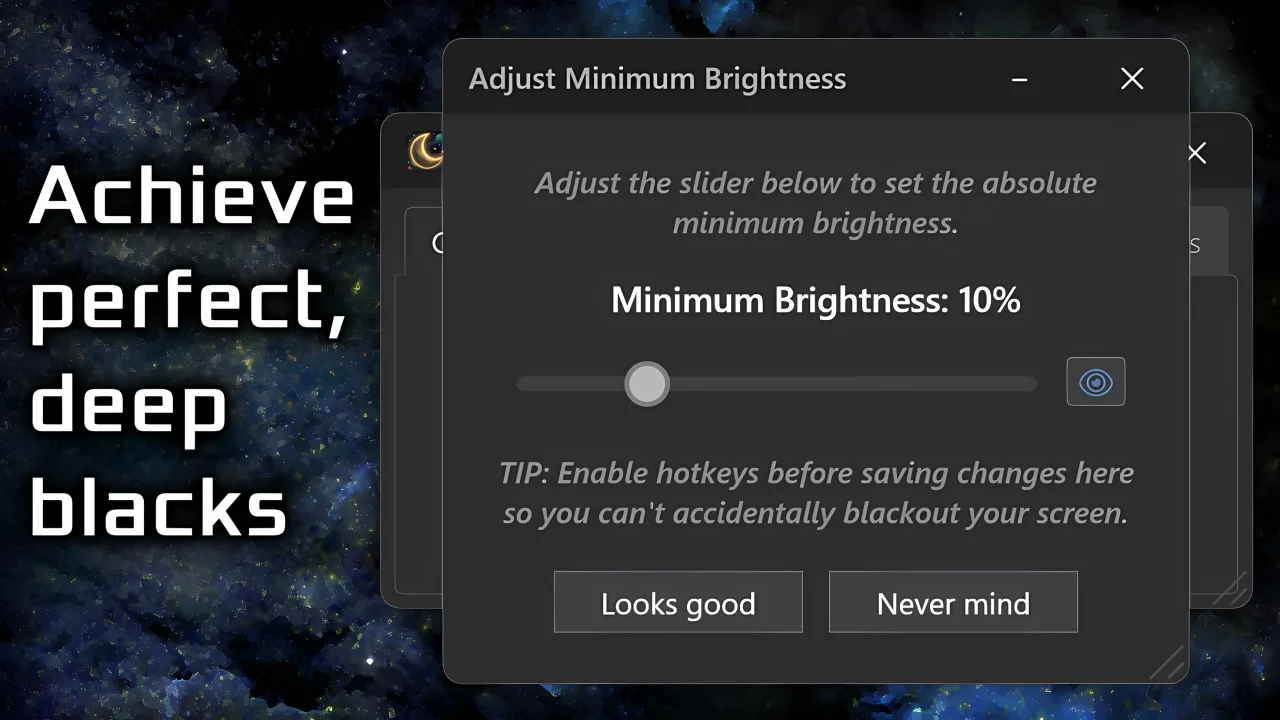 Achieve
perfect,
deep
blacks
Adjust Minimum Brightness
Adjust the slider below to set the absolute
minimum brightness.
Minimum Brightness: 10%
TIP: Enable hotkeys before saving changes here
so you can't accidentally blackout your screen.
Looks good
Never mind